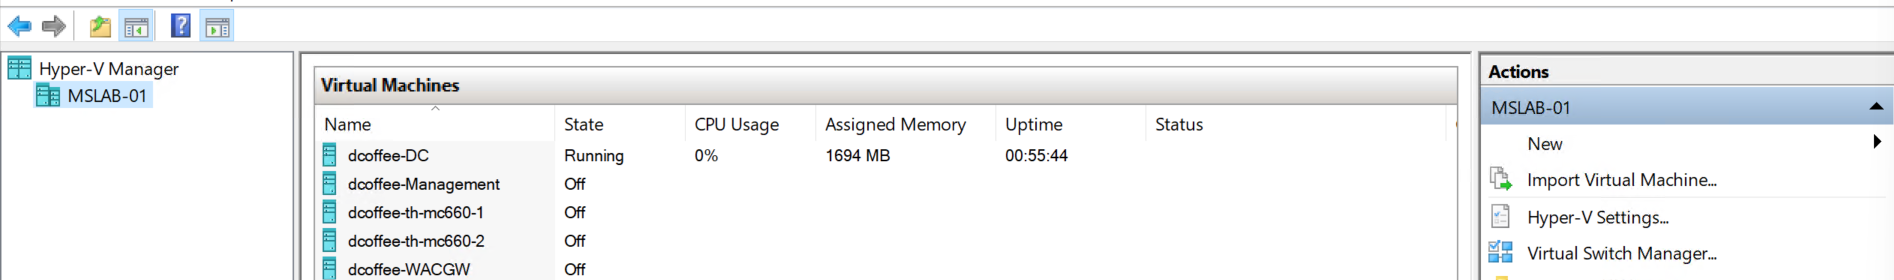 Hyper-V Manager
MSLAB-01
Virtual Machines
Name State CPU Usage Assigned Memory Uptime Status
dcoffee-DC Running 0% 1694 MB 00:55:44
dcoffee-Management Off
dcoffee-th-mc660-1 Off
dcoffee-th-mc660-2 Off
dcoffee-WACGW Off
Actions
MSLAB-01
New
Import Virtual Machine...
Hyper-V Settings...
Virtual Switch Manager...